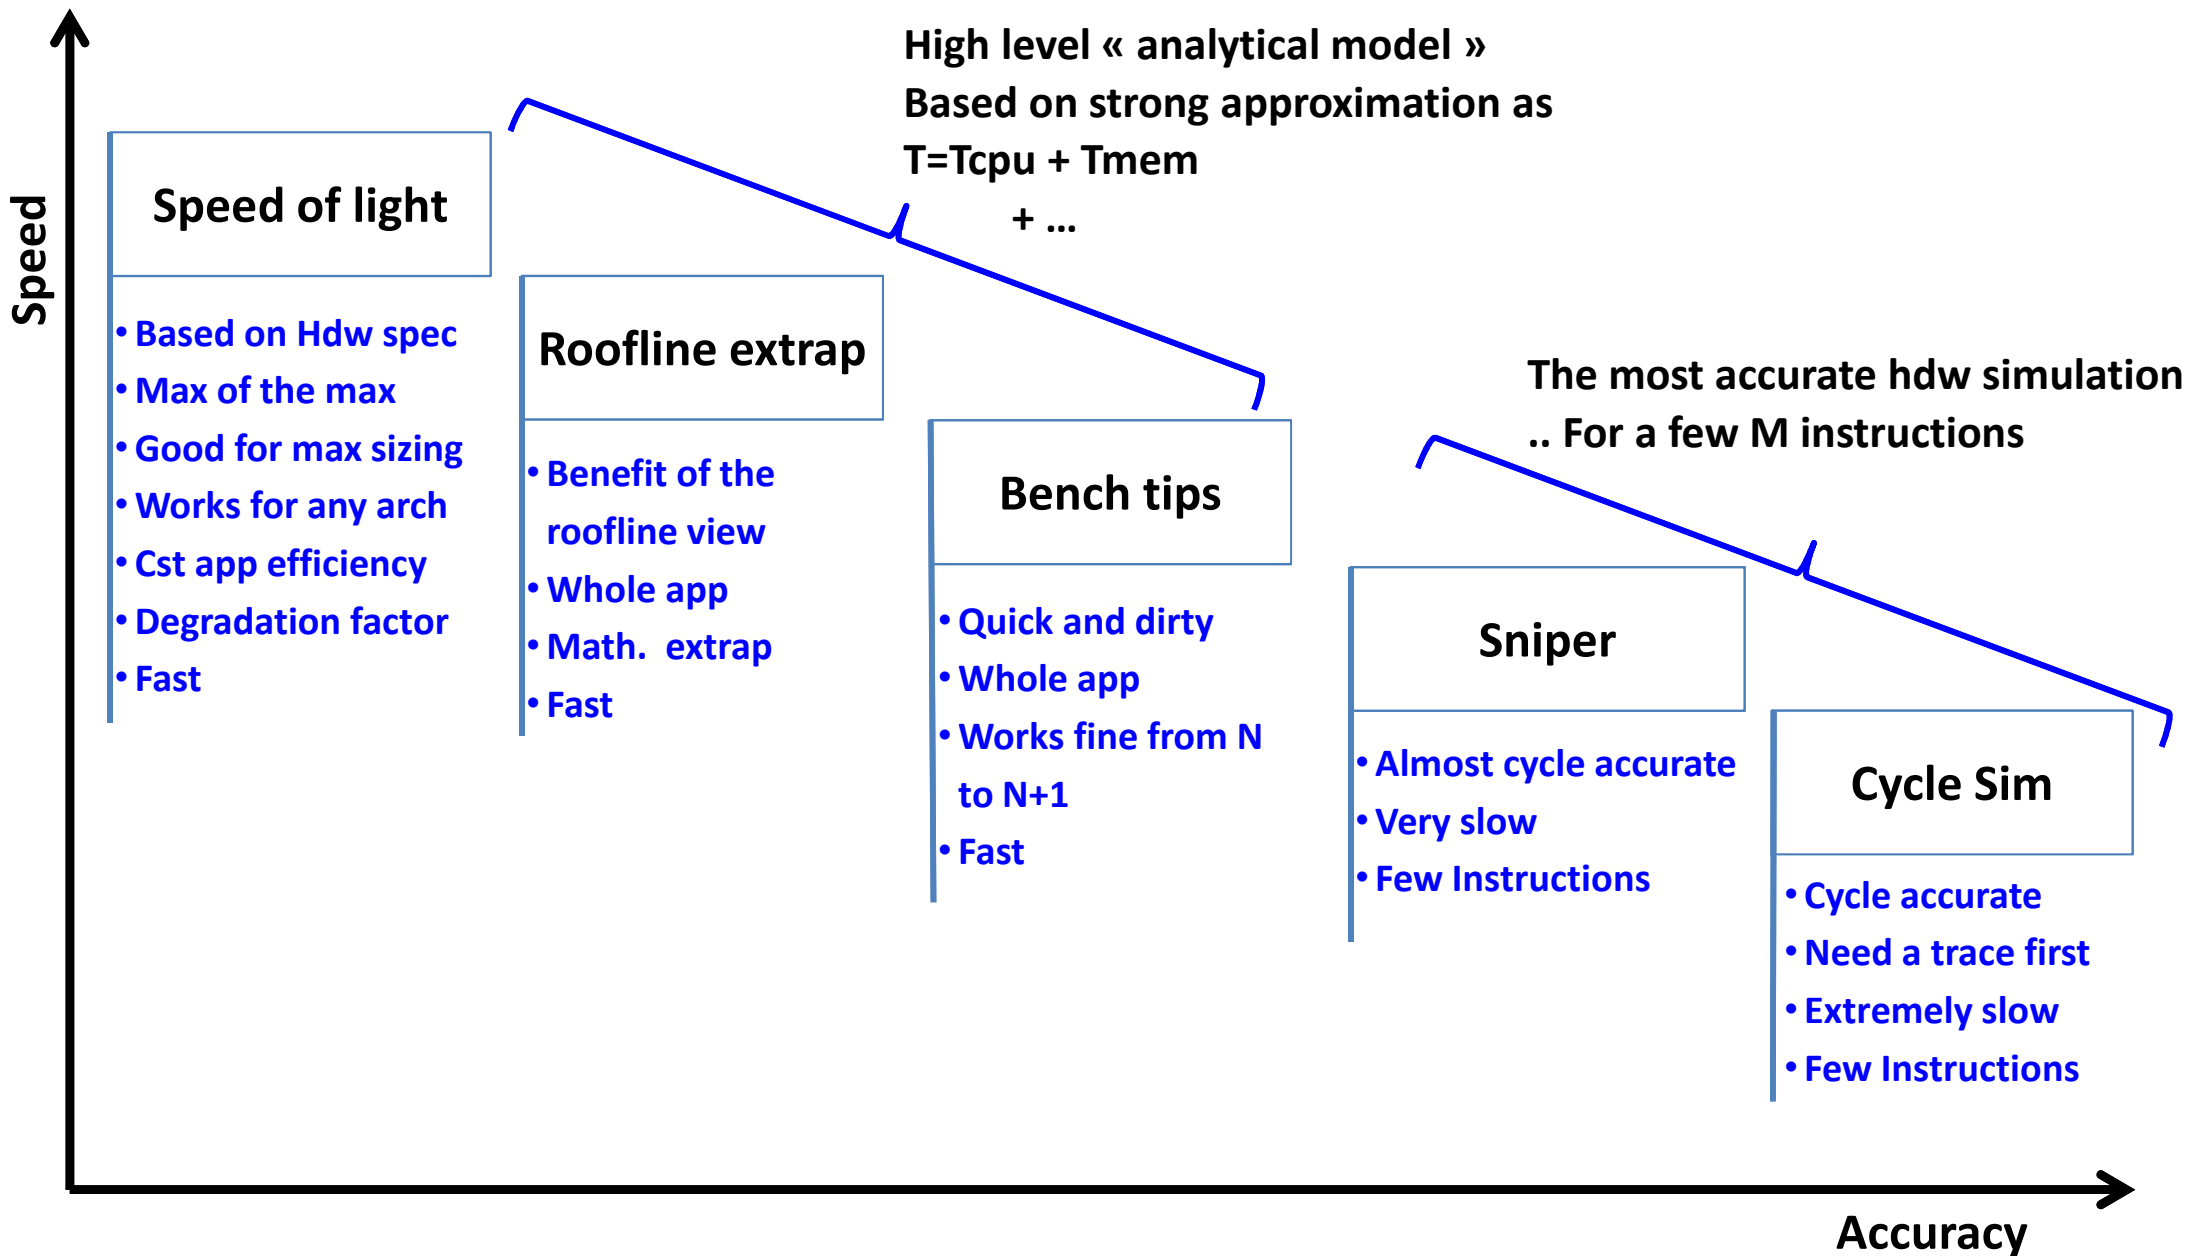 High level « analytical model »
Based on strong approximation as
T=Tcpu + Tmem
+ ...
Speed
Speed of light
• Based on Hdw spec
• Max of the max
• Good for max sizing
• Works for any arch
• Cst app efficiency
• Degradation factor
• Fast
Roofline extrap
• Benefit of the
roofline view
• Whole app
• Math. extrap
• Fast
Bench tips
• Quick and dirty
• Whole app
• Works fine from N
to N+1
• Fast
The most accurate hdw simulation
.. For a few M instructions
Sniper
• Almost cycle accurate
• Very slow
• Few Instructions
Cycle Sim
• Cycle accurate
• Need a trace first
• Extremely slow
• Few Instructions
Accuracy